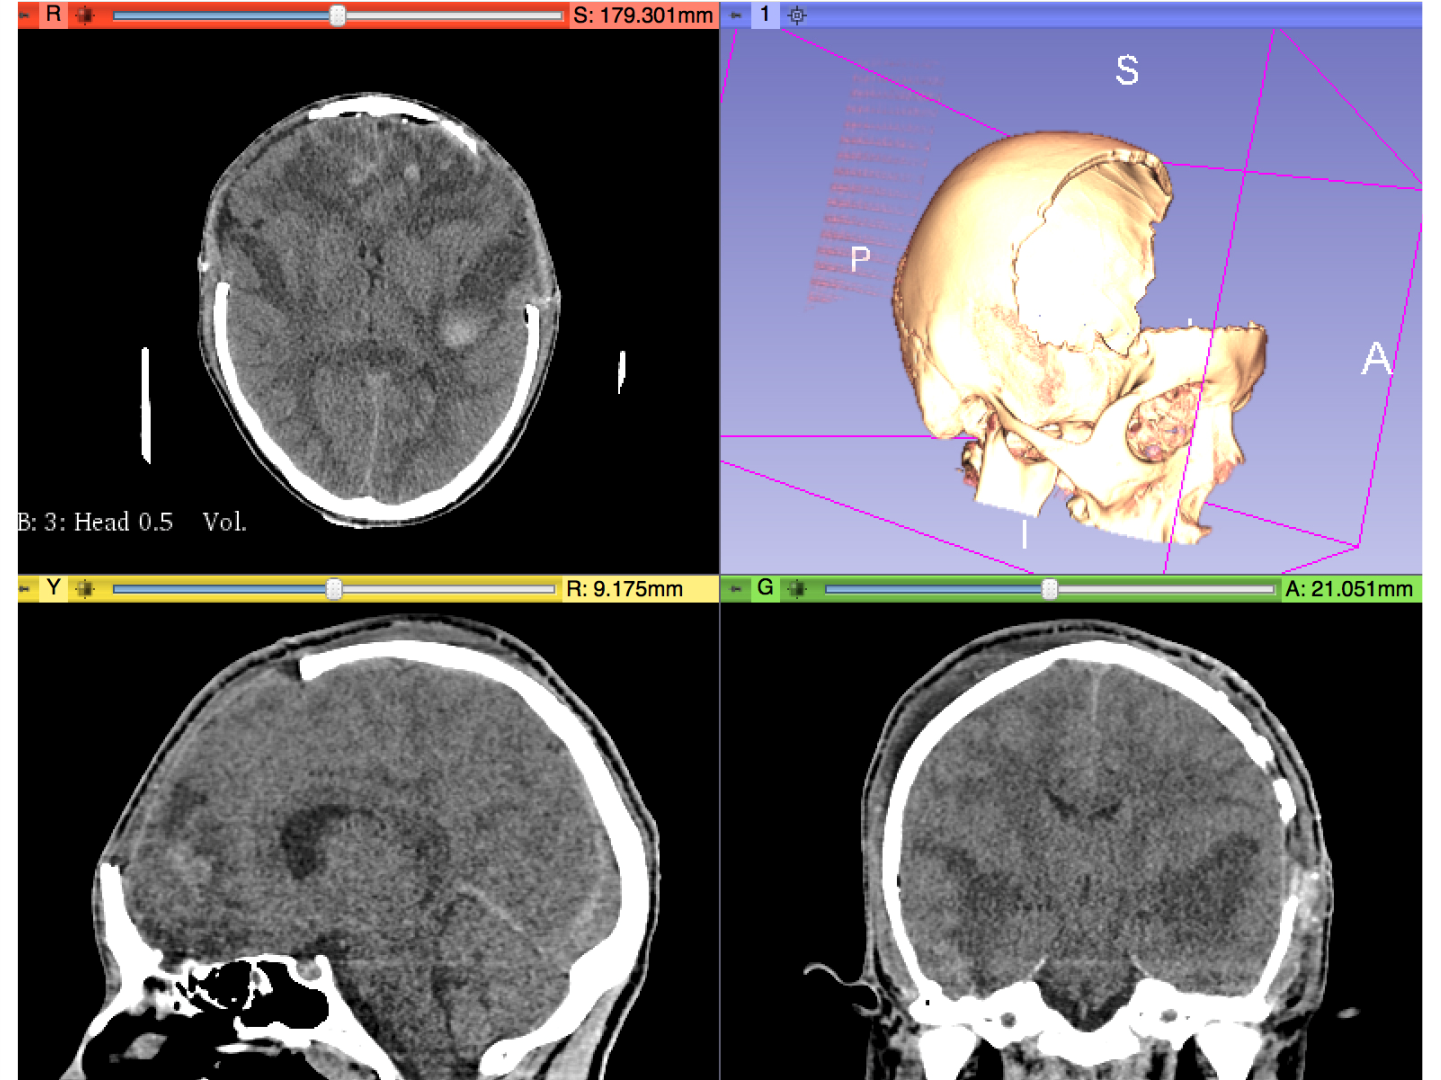 R S: 179.301mm
1
S
P
A
I
B: 3: Head 0.5 Vol.
Y R: 9.175mm
G A: 21.051mm